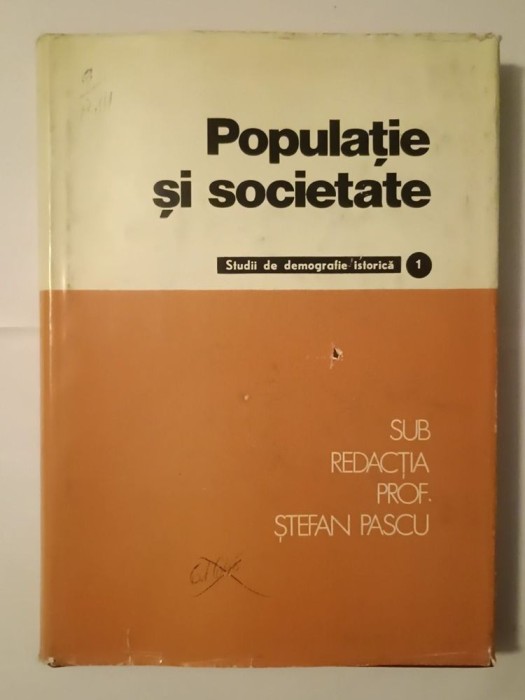 Populație
și societate
Studii de demografie istorică 1
SUB
REDACȚIA
PROF.
ȘTEFAN PASCU